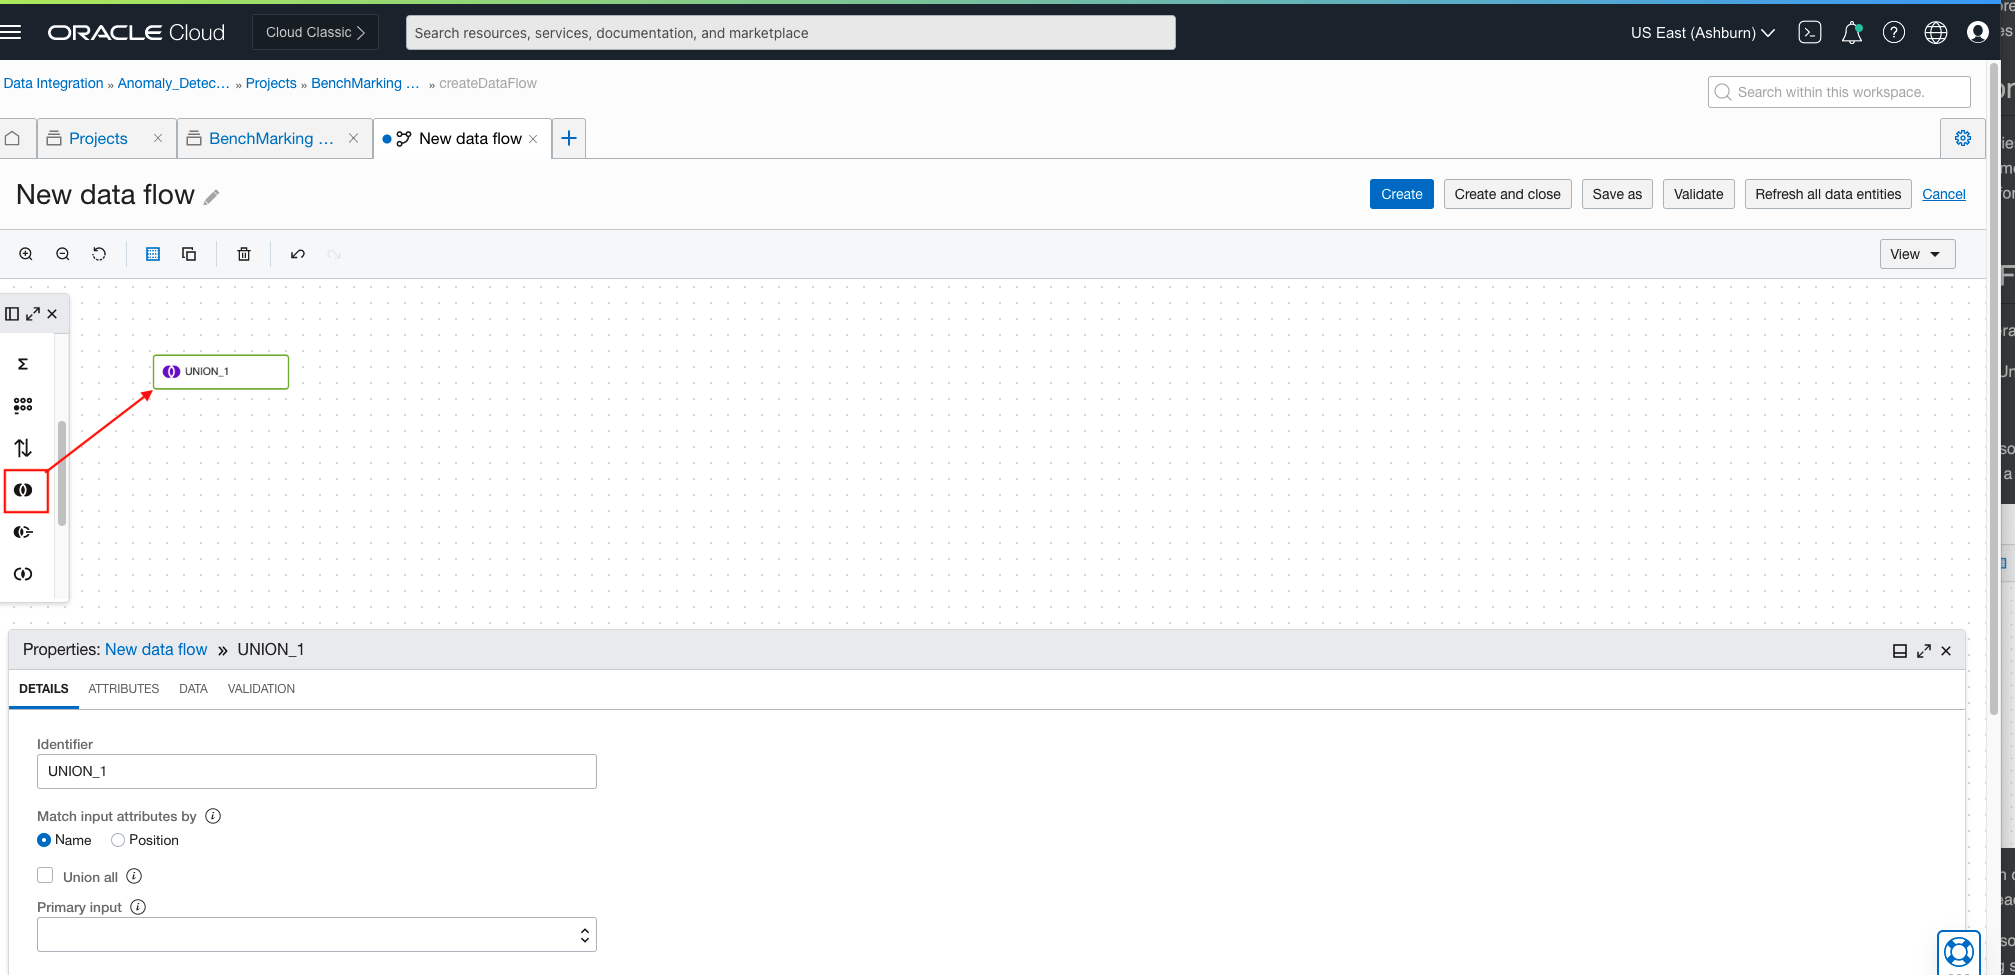 ORACLE Cloud
Cloud Classic
Search resources, services, documentation, and marketplace
US East (Ashburn)
Data Integration » Anomaly_Detec... » Projects » BenchMarking ... » createDataFlow
Search within this workspace.
Projects
BenchMarking ...
New data flow
New data flow
Create
Create and close
Save as
Validate
Refresh all data entities
Cancel
View
UNION_1
Properties: New data flow » UNION_1
DETAILS
ATTRIBUTES
DATA
VALIDATION
Identifier
UNION_1
Match input attributes by
Name
Position
Union all
Primary input